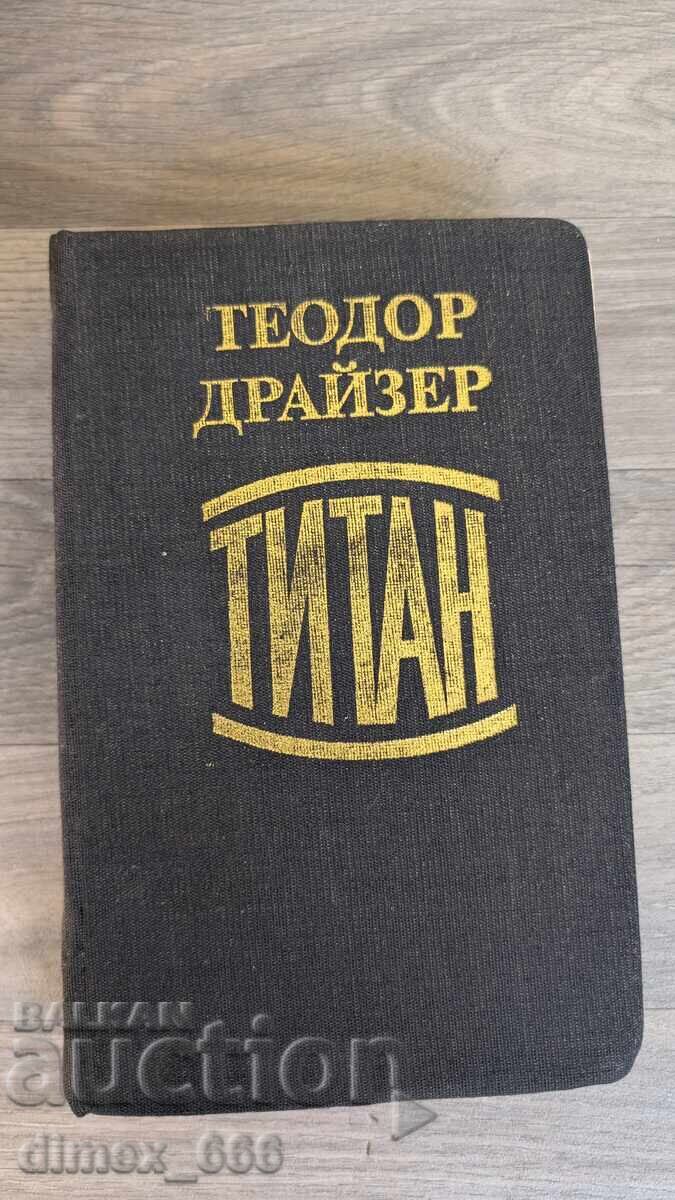 ТЕОДОР
ДРАЙЗЕР
ТИТАН
BALKAN
auction
dimex_666